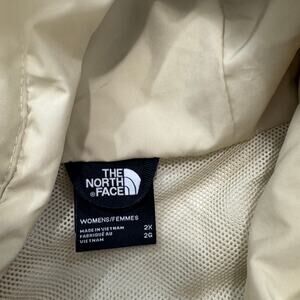 THE
NORTH
FACE
WOMENS/FEMMES
MADE IN VIETNAM 2X
FABRIQUÉ AU 2G
VIETNAM